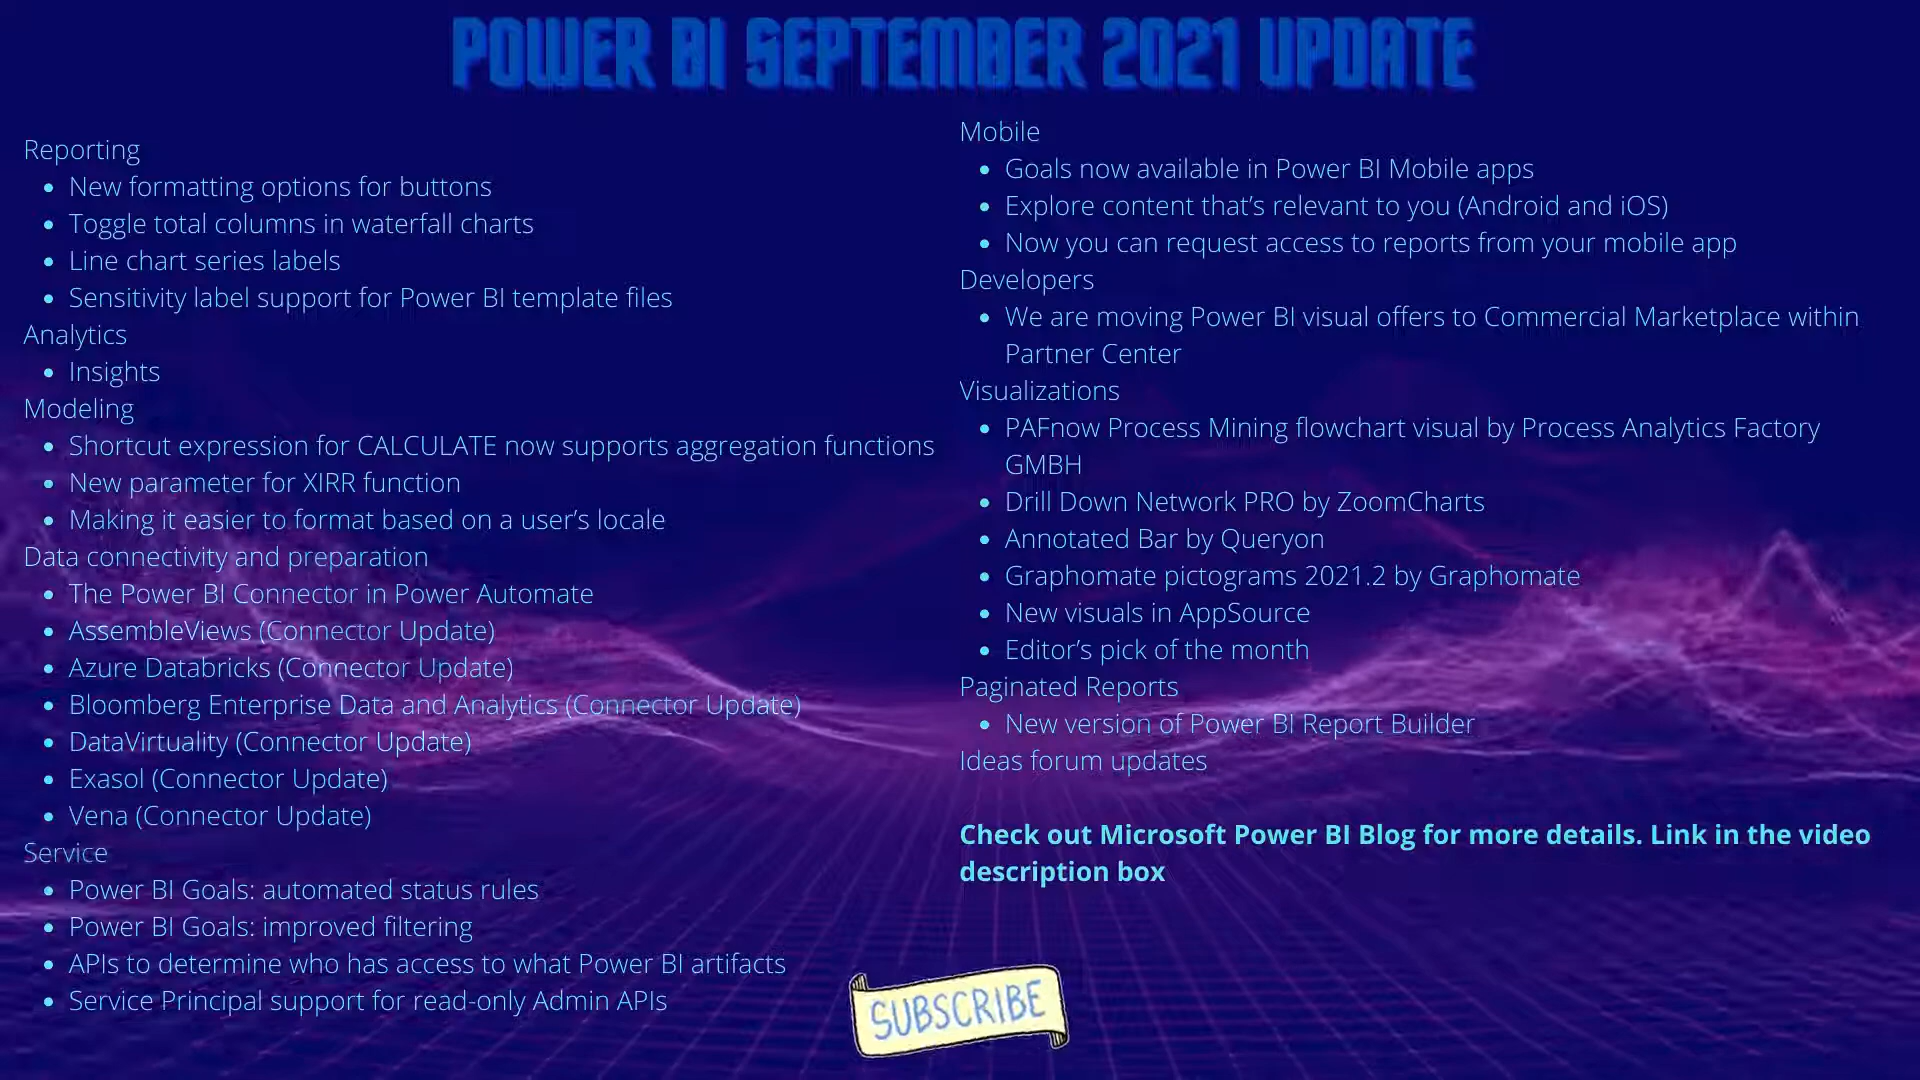 POWER BI SEPTEMBER 2021 UPDATE
Reporting
• New formatting options for buttons
• Toggle total columns in waterfall charts
• Line chart series labels
• Sensitivity label support for Power BI template files
Analytics
• Insights
Modeling
• Shortcut expression for CALCULATE now supports aggregation functions
• New parameter for XIRR function
• Making it easier to format based on a user’s locale
Data connectivity and preparation
• The Power BI Connector in Power Automate
• AssembleViews (Connector Update)
• Azure Databricks (Connector Update)
• Bloomberg Enterprise Data and Analytics (Connector Update)
• DataVirtuality (Connector Update)
• Exasol (Connector Update)
• Vena (Connector Update)
Service
• Power BI Goals: automated status rules
• Power BI Goals: improved filtering
• APIs to determine who has access to what Power BI artifacts
• Service Principal support for read-only Admin APIs
Mobile
• Goals now available in Power BI Mobile apps
• Explore content that’s relevant to you (Android and iOS)
• Now you can request access to reports from your mobile app
Developers
• We are moving Power BI visual offers to Commercial Marketplace within
Partner Center
Visualizations
• PAFnow Process Mining flowchart visual by Process Analytics Factory
GMBH
• Drill Down Network PRO by ZoomCharts
• Annotated Bar by Queryon
• Graphomate pictograms 2021.2 by Graphomate
• New visuals in AppSource
• Editor’s pick of the month
Paginated Reports
• New version of Power BI Report Builder
Ideas forum updates
Check out Microsoft Power BI Blog for more details. Link in the video
description box
SUBSCRIBE